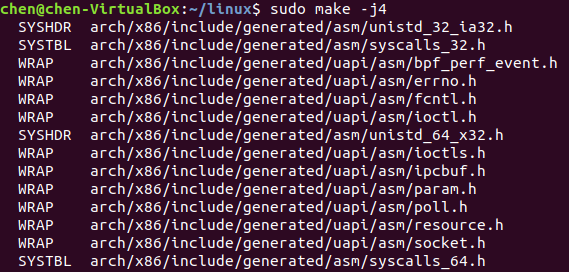 chen@chen-VirtualBox:~/linux$ sudo make -j4
SYSHDR arch/x86/include/generated/asm/unistd_32_ia32.h
SYSTBL arch/x86/include/generated/asm/syscalls_32.h
WRAP arch/x86/include/generated/uapi/asm/bpf_perf_event.h
WRAP arch/x86/include/generated/uapi/asm/errno.h
WRAP arch/x86/include/generated/uapi/asm/fcntl.h
WRAP arch/x86/include/generated/uapi/asm/ioctl.h
SYSHDR arch/x86/include/generated/asm/unistd_64_x32.h
WRAP arch/x86/include/generated/uapi/asm/ioctls.h
WRAP arch/x86/include/generated/uapi/asm/ipcbuf.h
WRAP arch/x86/include/generated/uapi/asm/param.h
WRAP arch/x86/include/generated/uapi/asm/poll.h
WRAP arch/x86/include/generated/uapi/asm/resource.h
WRAP arch/x86/include/generated/uapi/asm/socket.h
SYSTBL arch/x86/include/generated/asm/syscalls_64.h